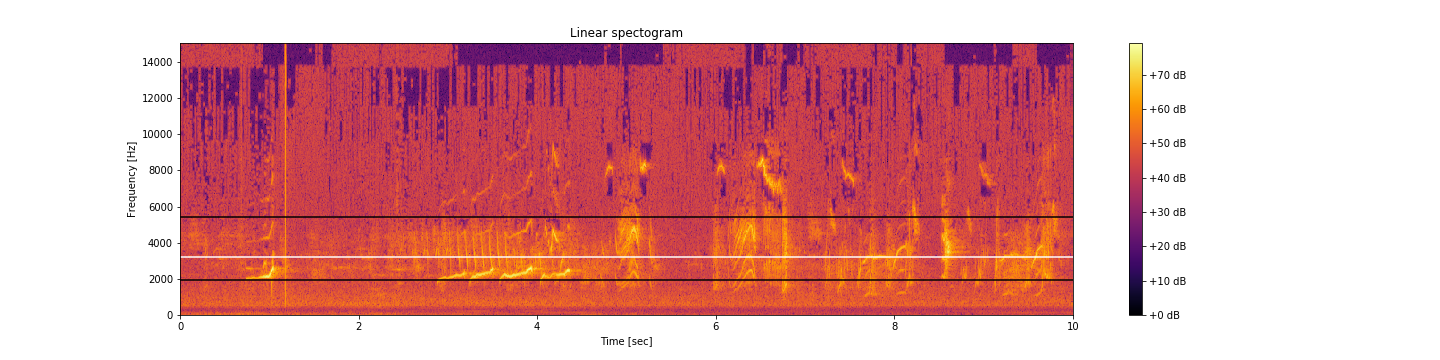 Linear spectogram
Frequency [Hz]
14000
12000
10000
8000
6000
4000
2000
0
0 2 4 6 8 10
Time [sec]
+70 dB
+60 dB
+50 dB
+40 dB
+30 dB
+20 dB
+10 dB
+0 dB